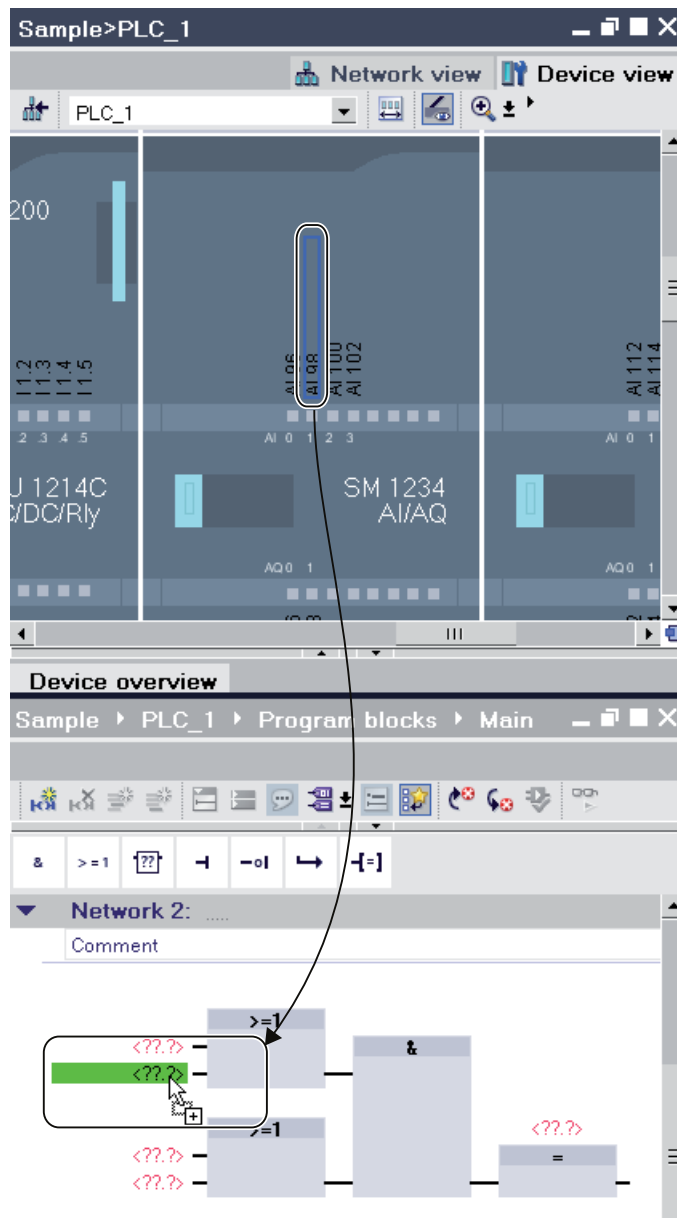 Sample>PLC_1
Network view
Device view
PLC_1
200
I1.2
I1.3
I1.4
I1.5
AI 96
AI 98
AI 100
AI 102
AI 112
AI 114
.2 .3 .4 .5
AI 0 1 2 3
AI 0 1
U 1214C
C/DC/Rly
SM 1234
AI/AQ
AQ 0 1
AQ 0 1
Device overview
Sample PLC_1 Program blocks Main
& >=1 ?? -[=]
Network 2: .....
Comment
>=1
<??.?>
&
<??.?>
>=1
<??.?>
<??.?>
=
<??.?>